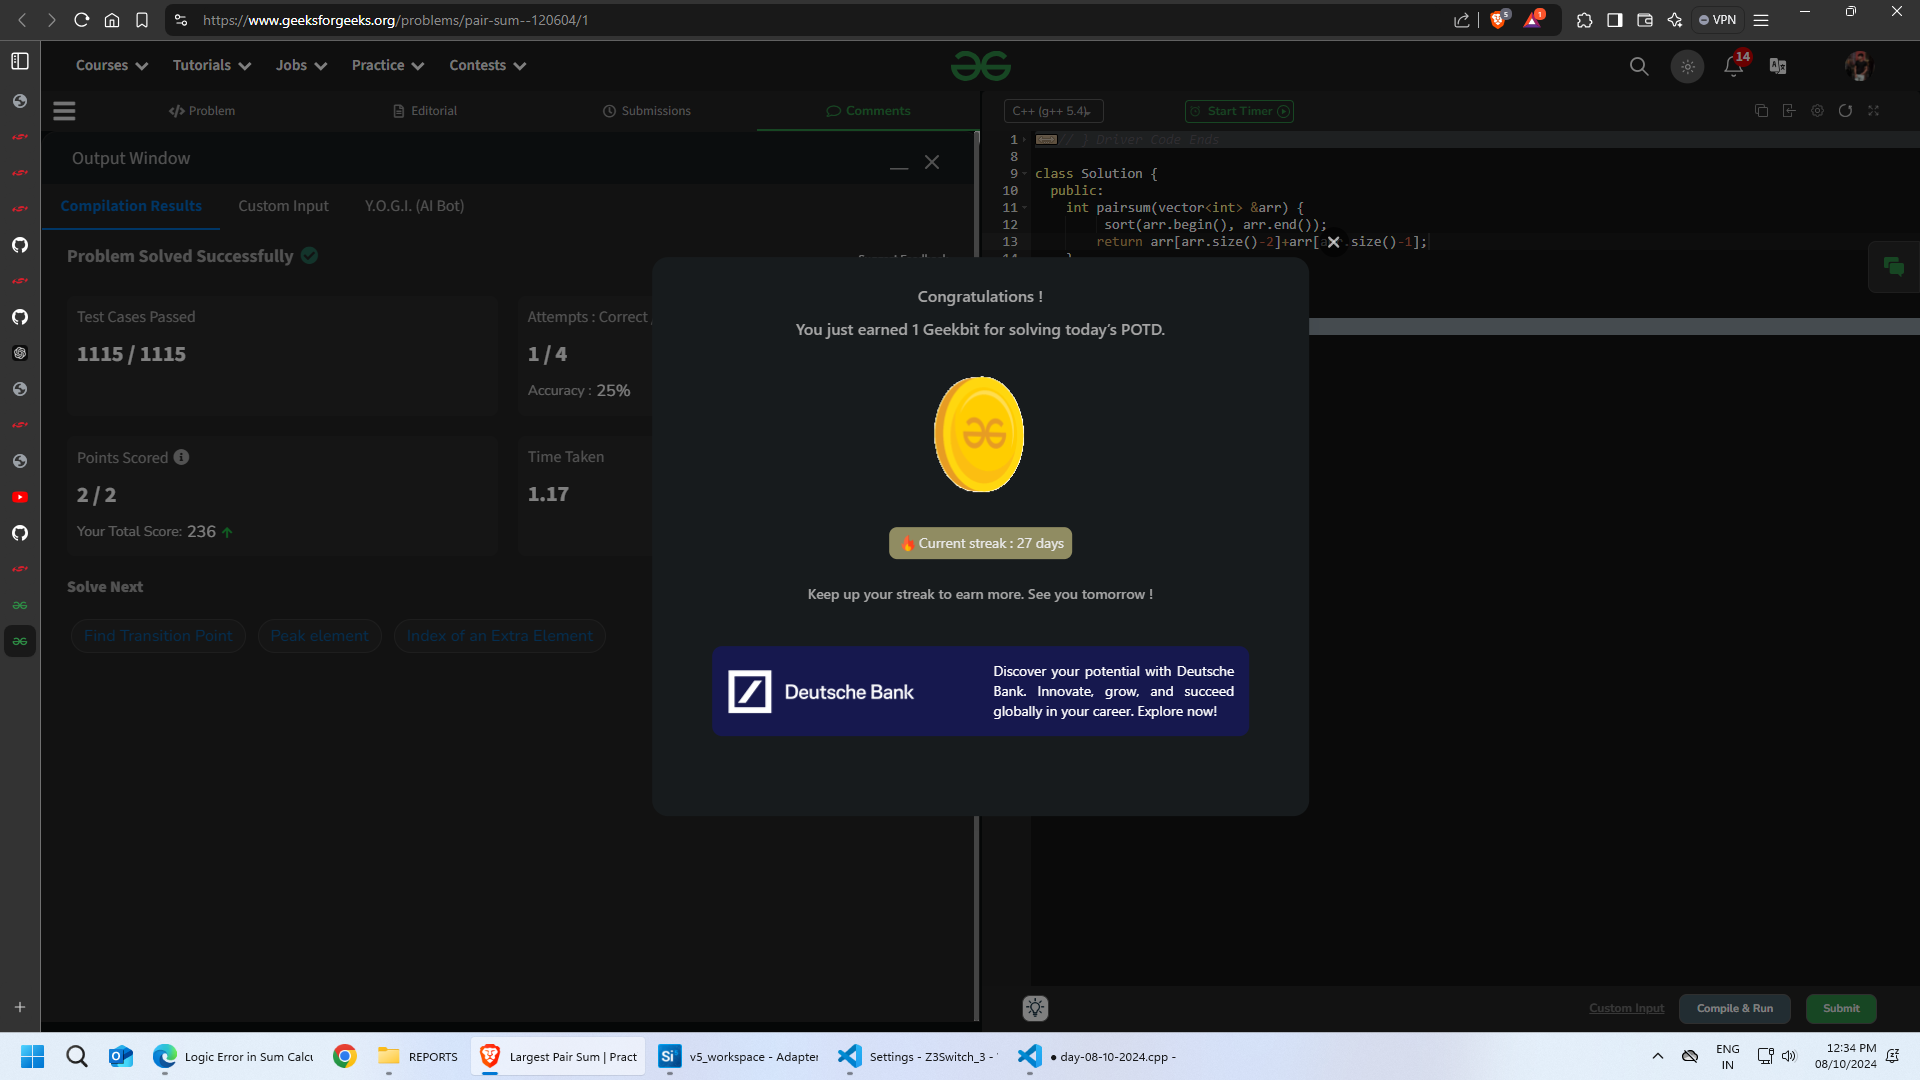 https://www.geeksforgeeks.org/problems/pair-sum--120604/1
5
1
VPN
Courses
Tutorials
Jobs
Practice
Contests
14
Problem
Editorial
Submissions
Comments
C++ (g++ 5.4)
Start Timer
Output Window
Compilation Results
Custom Input
Y.O.G.I. (AI Bot)
Problem Solved Successfully
Test Cases Passed
1115 / 1115
Attempts : Correct
1 / 4
Accuracy : 25%
Points Scored
2 / 2
Your Total Score: 236
Time Taken
1.17
Solve Next
Find Transition Point
Peak element
Index of an Extra Element
1 // } Driver Code Ends
8
9 class Solution {
10 public:
11 int pairsum(vector<int> &arr) {
12 sort(arr.begin(), arr.end());
13 return arr[arr.size()-2]+arr[arr.size()-1];
Congratulations !
You just earned 1 Geekbit for solving today's POTD.
Current streak : 27 days
Keep up your streak to earn more. See you tomorrow !
Deutsche Bank
Discover your potential with Deutsche
Bank. Innovate, grow, and succeed
globally in your career. Explore now!
Custom Input
Compile & Run
Submit
Logic Error in Sum Calcu
REPORTS
Largest Pair Sum | Pract
Si
v5_workspace - Adapter
Settings - Z3Switch_3 -
● day-08-10-2024.cpp -
ENG
IN
12:34 PM
08/10/2024